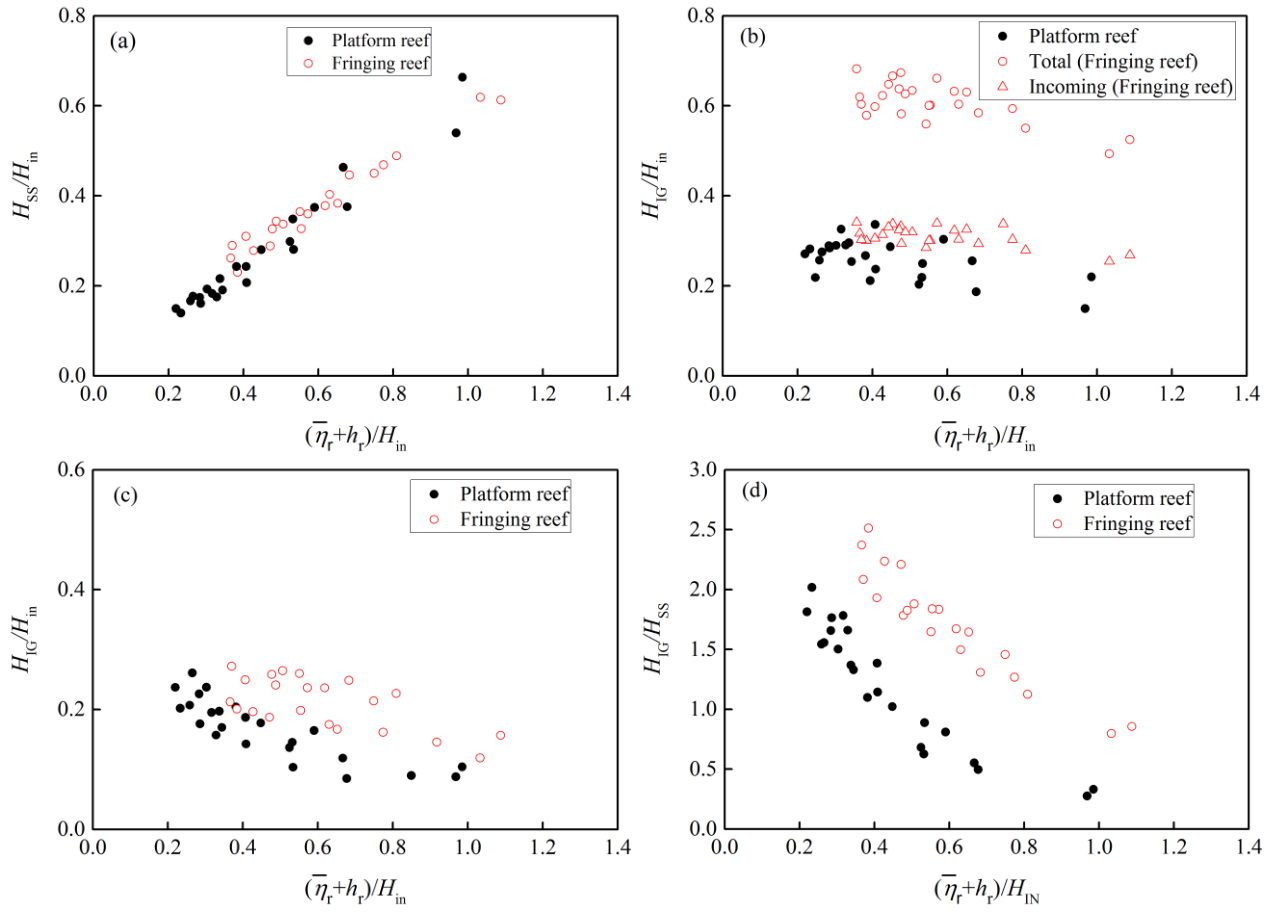 (a)
Platform reef
Fringing reef
0.8
0.6
0.4
0.2
0.0
H_SS/H_in
0.0 0.2 0.4 0.6 0.8 1.0 1.2 1.4
(η̅_r+h_r)/H_in
(b)
Platform reef
Total (Fringing reef)
Incoming (Fringing reef)
0.8
0.6
0.4
0.2
0.0
H_IG/H_in
0.0 0.2 0.4 0.6 0.8 1.0 1.2 1.4
(η̅_r+h_r)/H_in
(c)
Platform reef
Fringing reef
0.6
0.4
0.2
0.0
H_IG/H_in
0.0 0.2 0.4 0.6 0.8 1.0 1.2 1.4
(η̅_r+h_r)/H_in
(d)
Platform reef
Fringing reef
3.0
2.5
2.0
1.5
1.0
0.5
0.0
H_IG/H_SS
0.0 0.2 0.4 0.6 0.8 1.0 1.2 1.4
(η̅_r+h_r)/H_IN